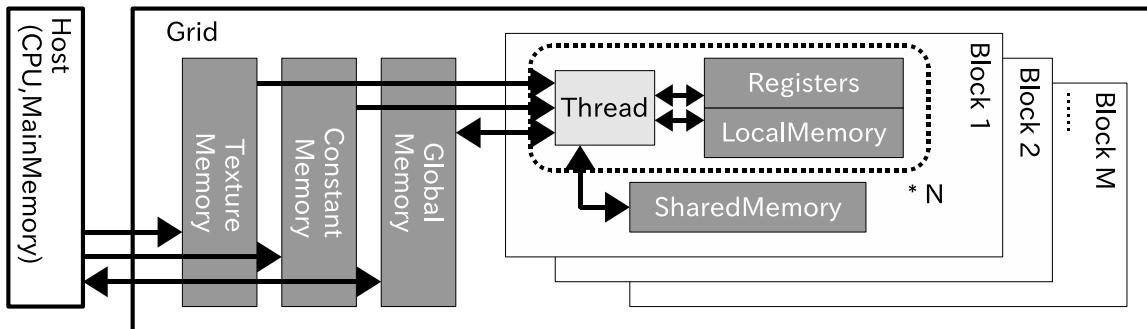 Host
(CPU,MainMemory)
Grid
Texture
Memory
Constant
Memory
Global
Memory
Thread
Registers
LocalMemory
* N
SharedMemory
Block 1
Block 2
......
Block M